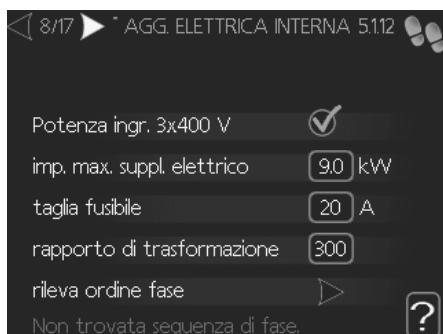 8/17 AGG. ELETTRICA INTERNA 5.1.12
Potenza ingr. 3x400 V
imp. max. suppl. elettrico 9.0 kW
taglia fusibile 20 A
rapporto di trasformazione 300
rileva ordine fase
Non trovata sequenza di fase.
?